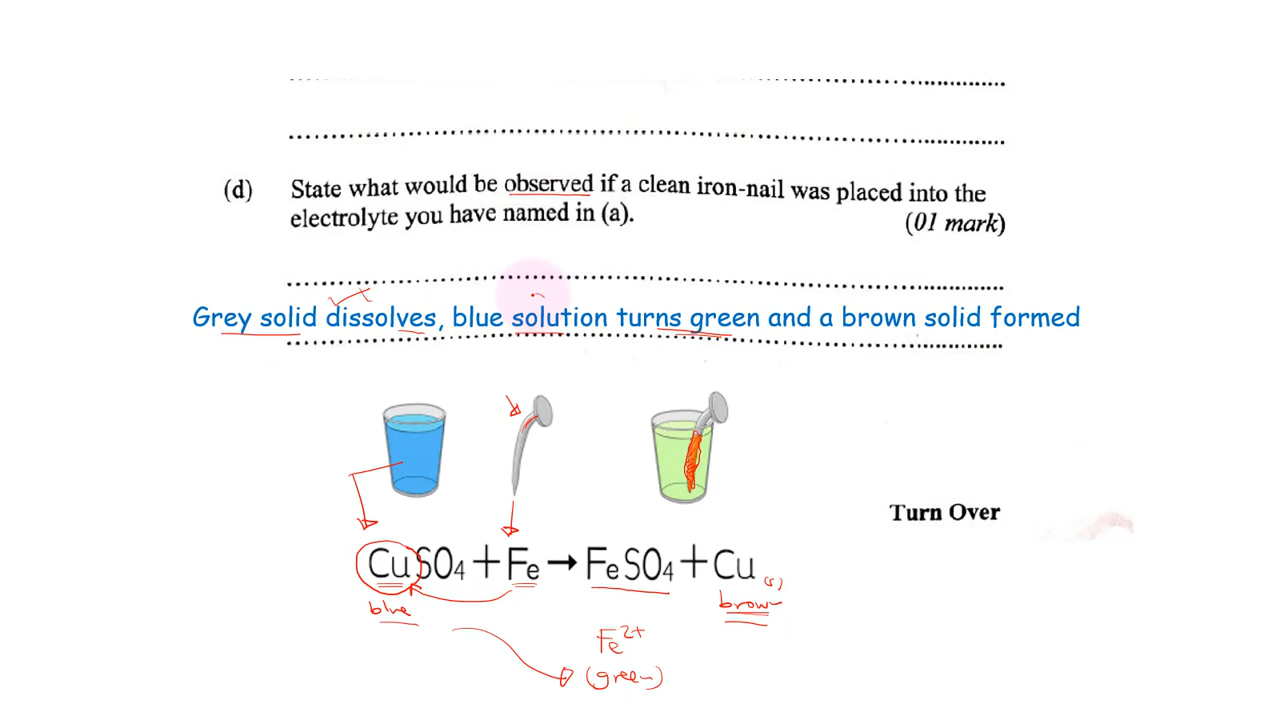 (d) State what would be observed if a clean iron-nail was placed into the
electrolyte you have named in (a). (01 mark)
Grey solid dissolves, blue solution turns green and a brown solid formed
Turn Over
CuSO4 + Fe → FeSO4 + Cu (s)
blue brown
Fe2+
(green)